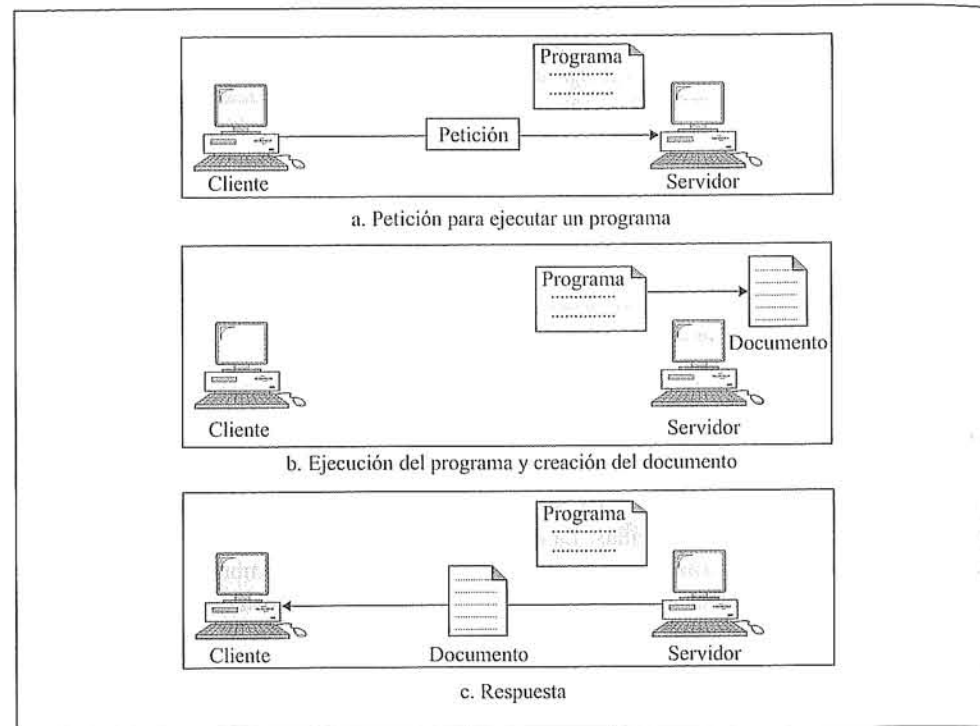 Programa
Petición
Cliente
Servidor
a. Petición para ejecutar un programa
Programa
Documento
Cliente
Servidor
b. Ejecución del programa y creación del documento
Programa
Cliente
Documento
Servidor
c. Respuesta